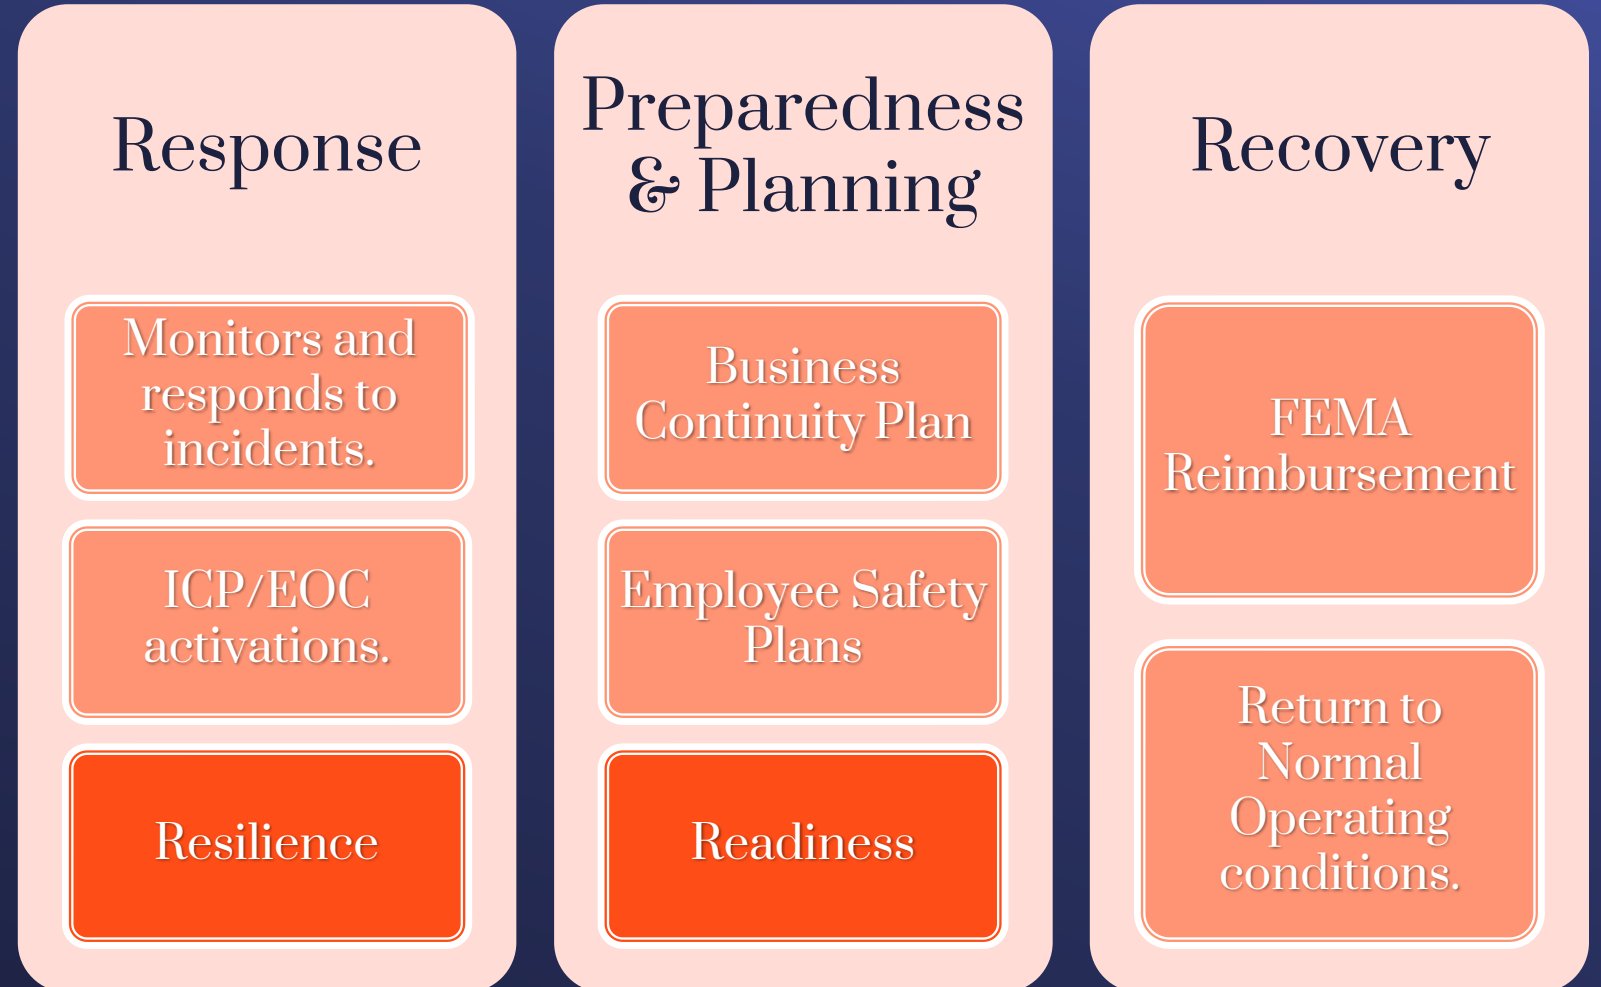 Response
Monitors and
responds to
incidents.
ICP/EOC
activations.
Resilience
Preparedness
& Planning
Business
Continuity Plan
Employee Safety
Plans
Readiness
Recovery
FEMA
Reimbursement
Return to
Normal
Operating
conditions.